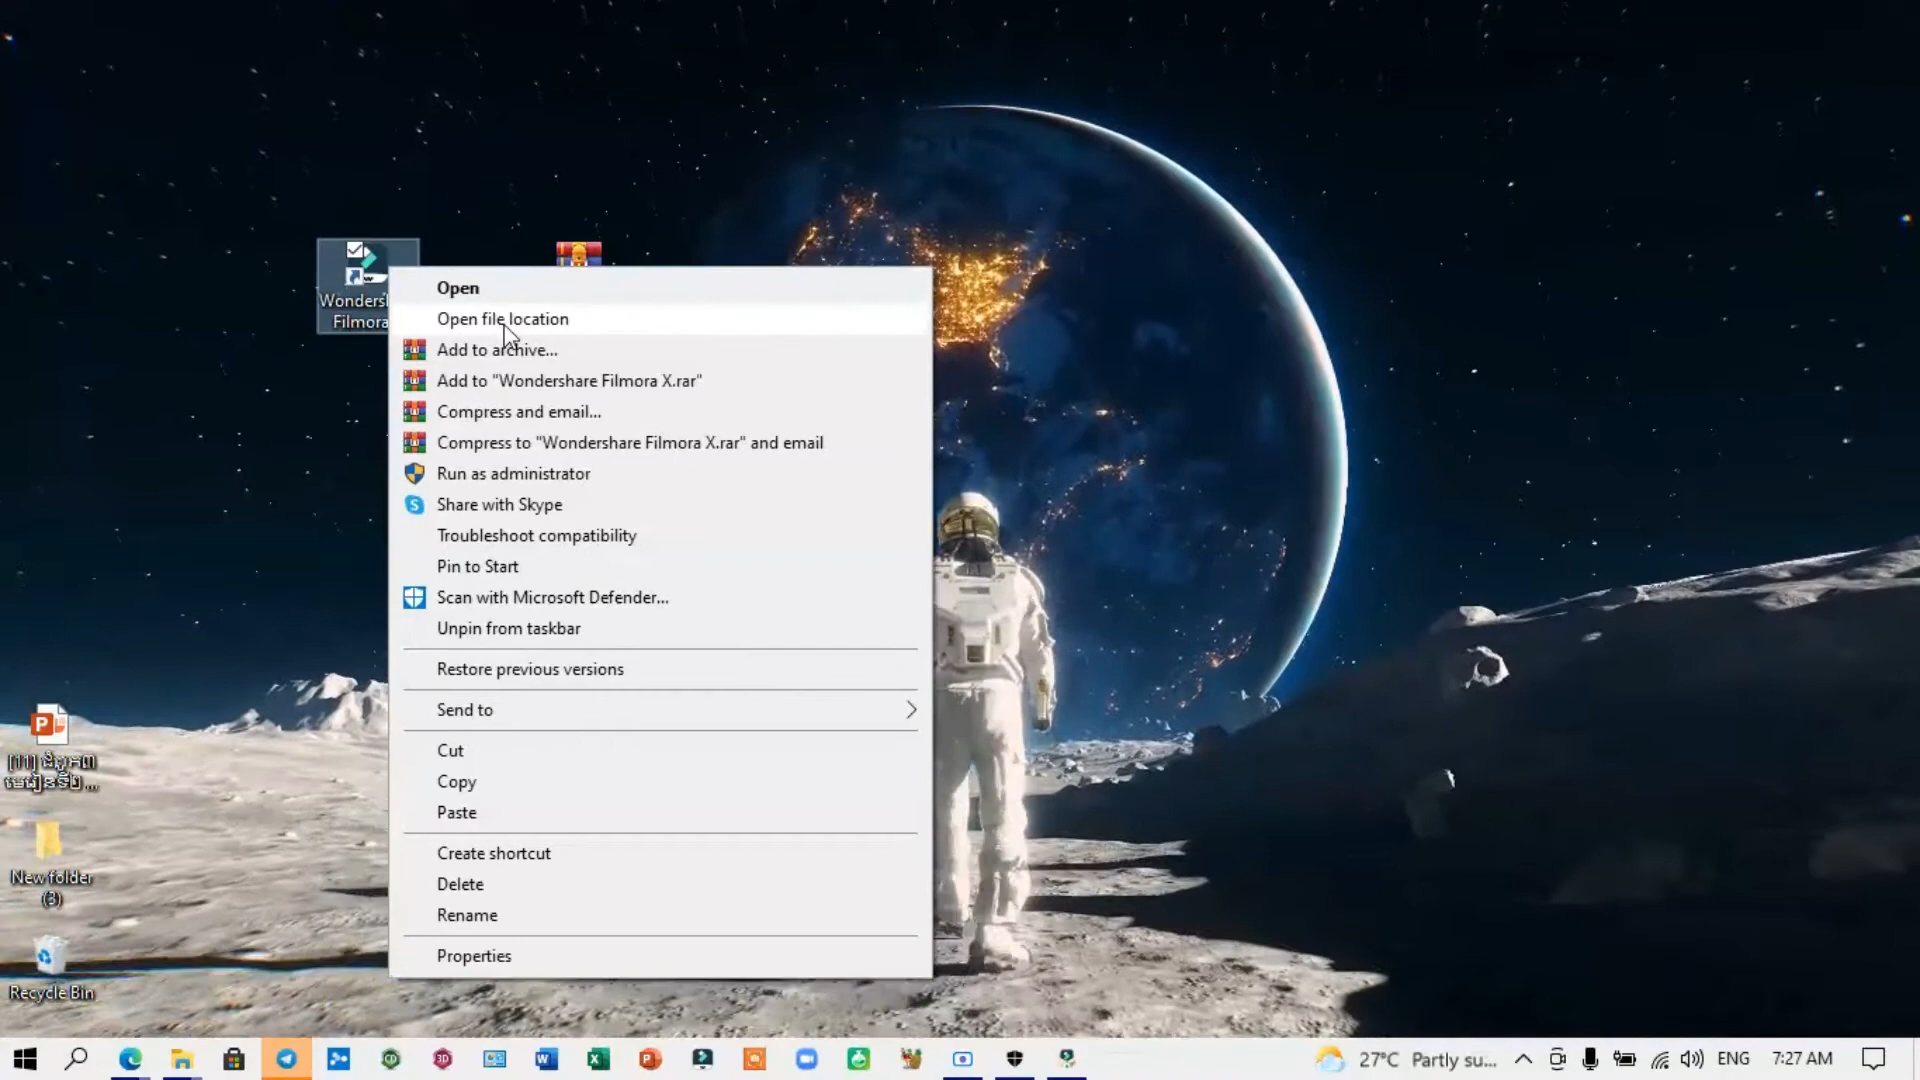 Wonders
Filmora
Open
Open file location
Add to archive...
Add to "Wondershare Filmora X.rar"
Compress and email...
Compress to "Wondershare Filmora X.rar" and email
Run as administrator
Share with Skype
Troubleshoot compatibility
Pin to Start
Scan with Microsoft Defender...
Unpin from taskbar
Restore previous versions
Send to
Cut
Copy
Paste
Create shortcut
Delete
Rename
Properties
New folder
(3)
Recycle Bin
27°C Partly su...
ENG
7:27 AM